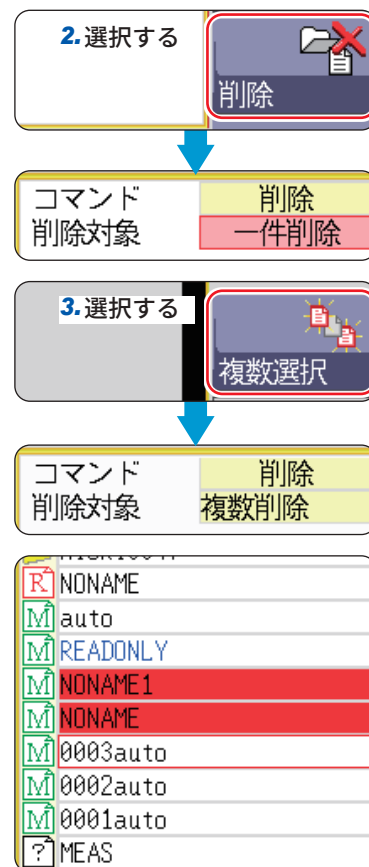 2.選択する
削除
コマンド 削除
削除対象 一件削除
3.選択する
複数選択
コマンド 削除
削除対象 複数削除
R NONAME
M auto
M READONLY
M NONAME1
M NONAME
M 0003auto
M 0002auto
M 0001auto
? MEAS